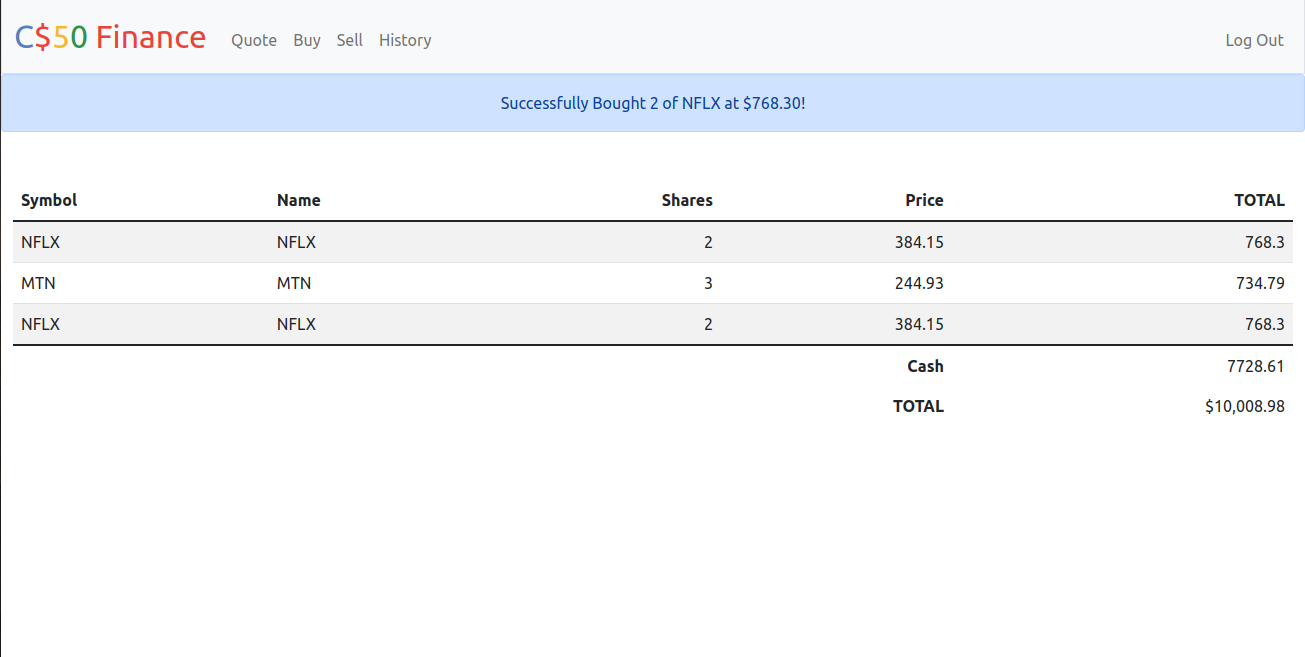 C$50 Finance Quote Buy Sell History Log Out
Successfully Bought 2 of NFLX at $768.30!
Symbol Name Shares Price TOTAL
NFLX NFLX 2 384.15 768.3
MTN MTN 3 244.93 734.79
NFLX NFLX 2 384.15 768.3
Cash 7728.61
TOTAL $10,008.98